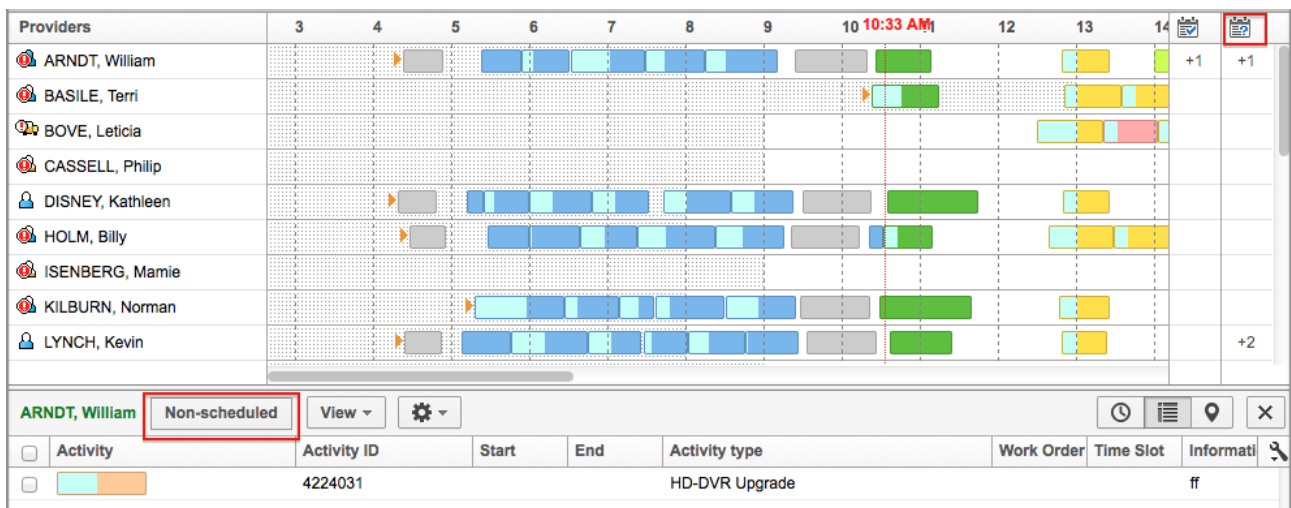 Providers 3 4 5 6 7 8 9 10 10:33 AM 12 13 14
ARNDT, William +1 +1
BASILE, Terri
BOVE, Leticia
CASSELL, Philip
DISNEY, Kathleen
HOLM, Billy
ISENBERG, Mamie
KILBURN, Norman
LYNCH, Kevin +2
ARNDT, William Non-scheduled View
Activity Activity ID Start End Activity type Work Order Time Slot Informati
4224031 HD-DVR Upgrade ff